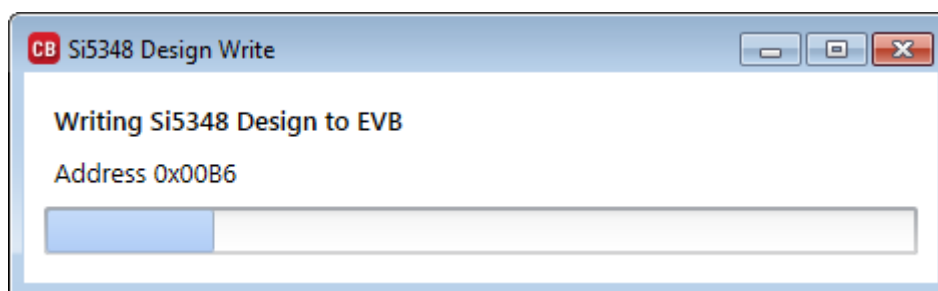 CB Si5348 Design Write
Writing Si5348 Design to EVB
Address 0x00B6